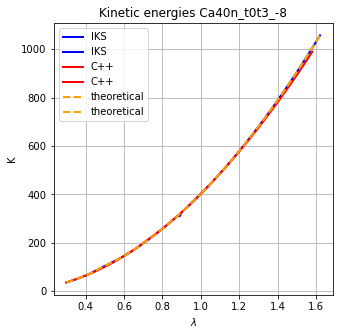 Kinetic energies Ca40n_t0t3_-8
IKS
IKS
C++
C++
theoretical
theoretical
K
1000
800
600
400
200
0
0.4 0.6 0.8 1.0 1.2 1.4 1.6
λ